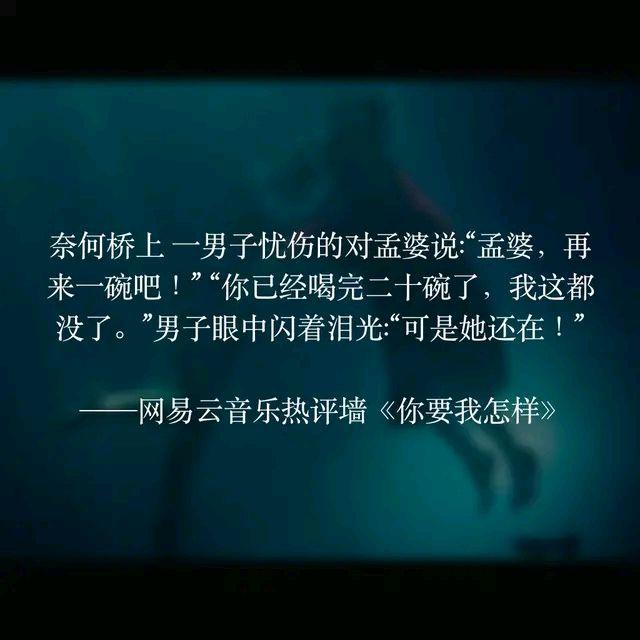 奈何桥上 一男子忧伤的对孟婆说:“孟婆，再
来一碗吧！” “你已经喝完二十碗了，我这都
没了。”男子眼中闪着泪光:“可是她还在！”
——网易云音乐热评墙《你要我怎样》